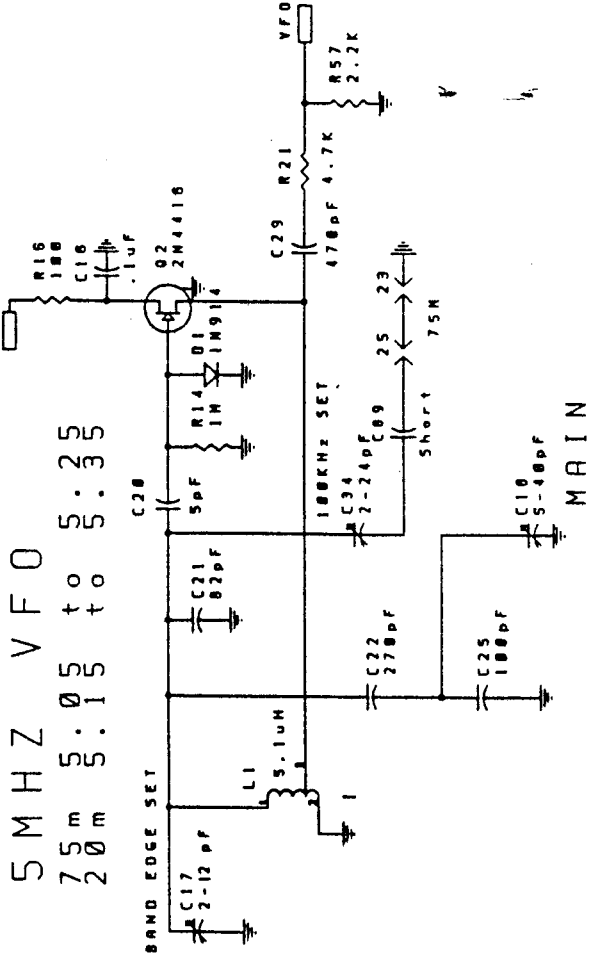 5MHZ VFO
75m 5.05 to 5.25
20m 5.15 to 5.35
BAND EDGE SET
C17
2-12 pF
L1
5.1uH
1
2
3
1
C21
82pF
C20
5pF
R14
1M
D1
1N914
Q2
2N4416
R16
100
C16
.1uF
C22
270pF
C25
100pF
100KHz SET
C34
2-24pF
C89
Short
25
23
75M
C10
5-40pF
MAIN
C29
470pF
R21
4.7K
R57
2.2K
VFO